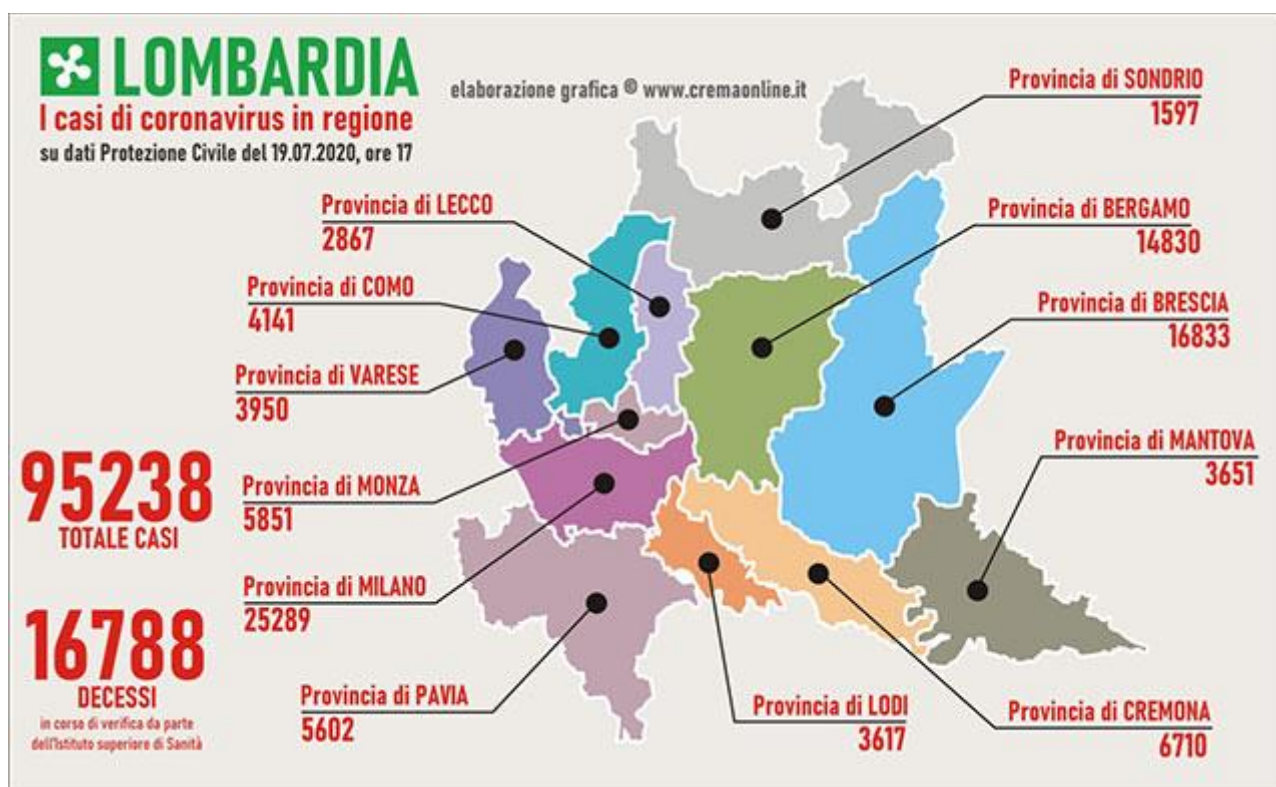 LOMBARDIA
I casi di coronavirus in regione
su dati Protezione Civile del 19.07.2020, ore 17
elaborazione grafica © www.cremaonline.it
Provincia di SONDRIO
1597
Provincia di LECCO
2867
Provincia di BERGAMO
14830
Provincia di COMO
4141
Provincia di BRESCIA
16833
Provincia di VARESE
3950
Provincia di MANTOVA
3651
95238
TOTALE CASI
Provincia di MONZA
5851
Provincia di MILANO
25289
16788
DECESSI
in corso di verifica da parte
dell'Istituto superiore di Sanità
Provincia di PAVIA
5602
Provincia di LODI
3617
Provincia di CREMONA
6710